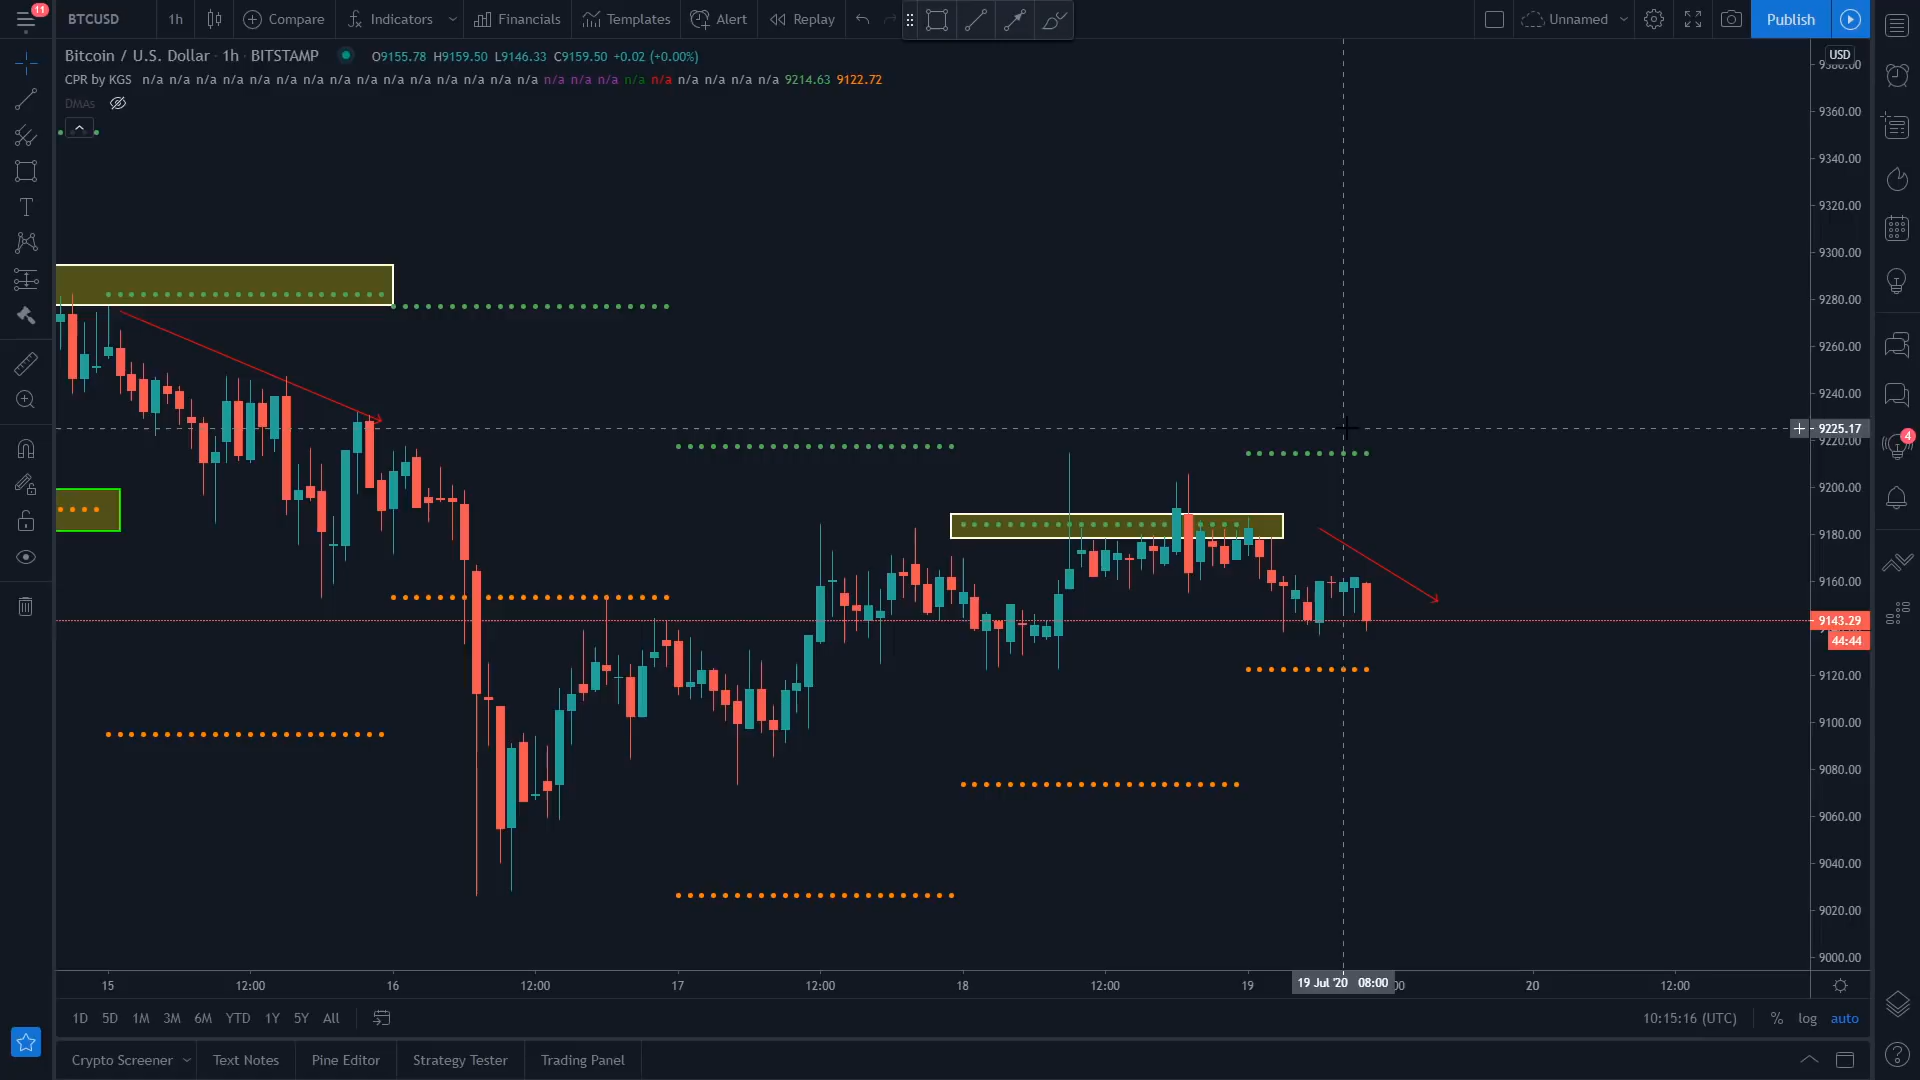 11
BTCUSD 1h Compare Indicators Financials Templates Alert Replay Unnamed Publish
Bitcoin / U.S. Dollar · 1h · BITSTAMP O9155.78 H9159.50 L9146.33 C9159.50 +0.02 (+0.00%)
CPR by KGS n/a n/a n/a n/a n/a n/a n/a n/a n/a n/a n/a n/a n/a n/a n/a n/a n/a n/a n/a n/a n/a n/a n/a n/a 9214.63 9122.72
DMAs
USD
9360.00
9340.00
9320.00
9300.00
9280.00
9260.00
9240.00
9225.17
9220.00
9200.00
9180.00
9160.00
9143.29
44:44
9120.00
9100.00
9080.00
9060.00
9040.00
9020.00
9000.00
4
15 12:00 16 12:00 17 12:00 18 12:00 19 19 Jul '20 08:00 20 12:00
1D 5D 1M 3M 6M YTD 1Y 5Y All 10:15:16 (UTC) % log auto
Crypto Screener Text Notes Pine Editor Strategy Tester Trading Panel